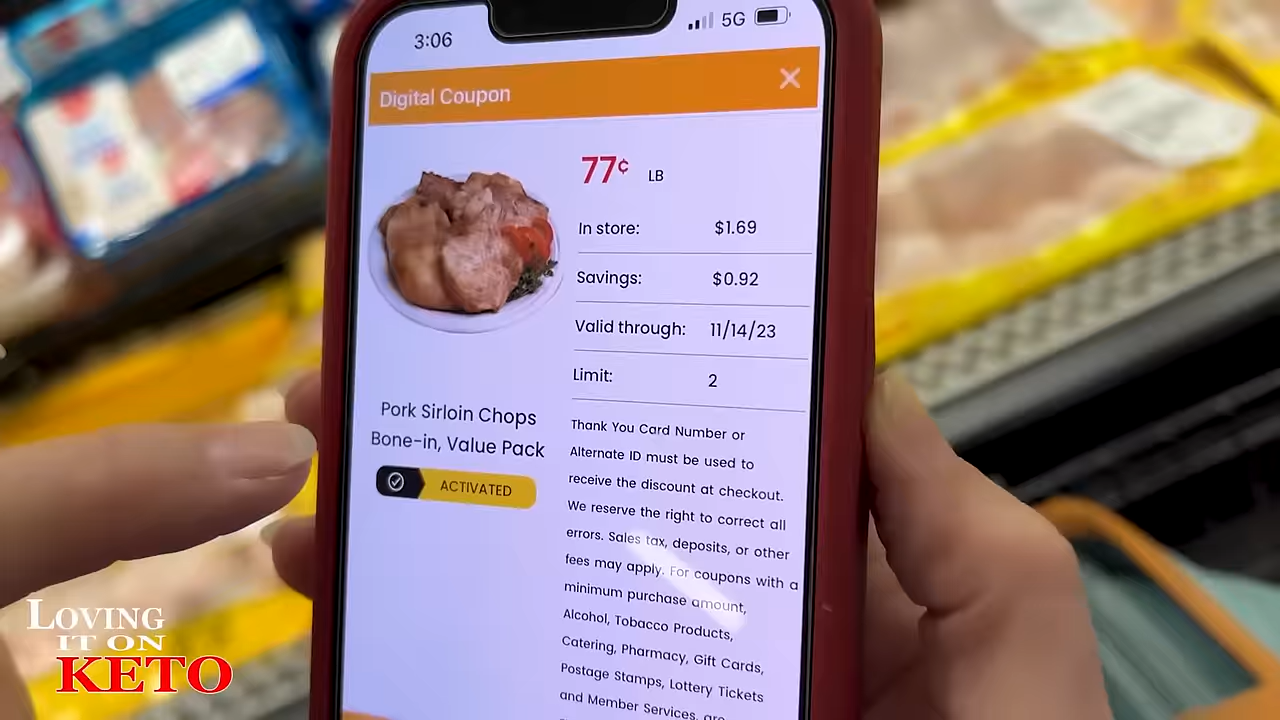 3:06
5G
Digital Coupon
77¢ LB
In store: $1.69
Savings: $0.92
Valid through: 11/14/23
Limit: 2
Pork Sirloin Chops
Bone-in, Value Pack
ACTIVATED
Thank You Card Number or
Alternate ID must be used to
receive the discount at checkout.
We reserve the right to correct all
errors. Sales tax, deposits, or other
fees may apply. For coupons with a
minimum purchase amount,
Alcohol, Tobacco Products,
Catering, Pharmacy, Gift Cards,
Postage Stamps, Lottery Tickets
and Member Services, are
LOVING
IT ON
KETO